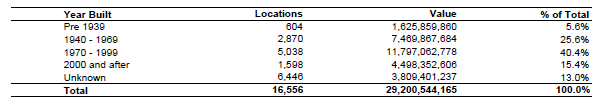 Year Built Locations Value % of Total
Pre 1939 604 1,625,859,860 5.6%
1940 - 1969 2,870 7,469,867,684 25.6%
1970 - 1999 5,038 11,797,062,778 40.4%
2000 and after 1,598 4,498,352,606 15.4%
Unknown 6,446 3,809,401,237 13.0%
Total 16,556 29,200,544,165 100.0%